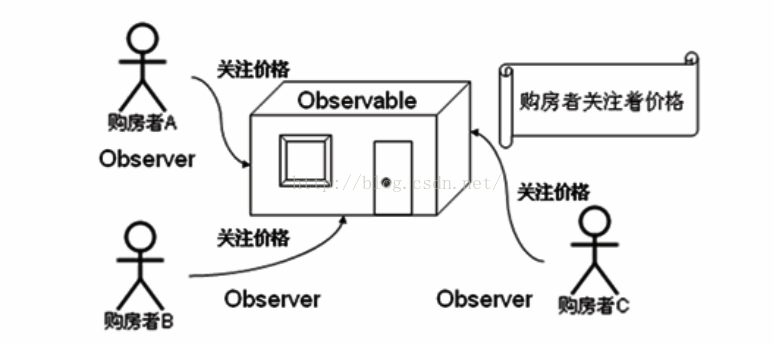 关注价格
购房者A
Observer
Observable
购房者关注着价格
http://blog.csdn.net/
关注价格
购房者B
Observer
关注价格
Observer
购房者C